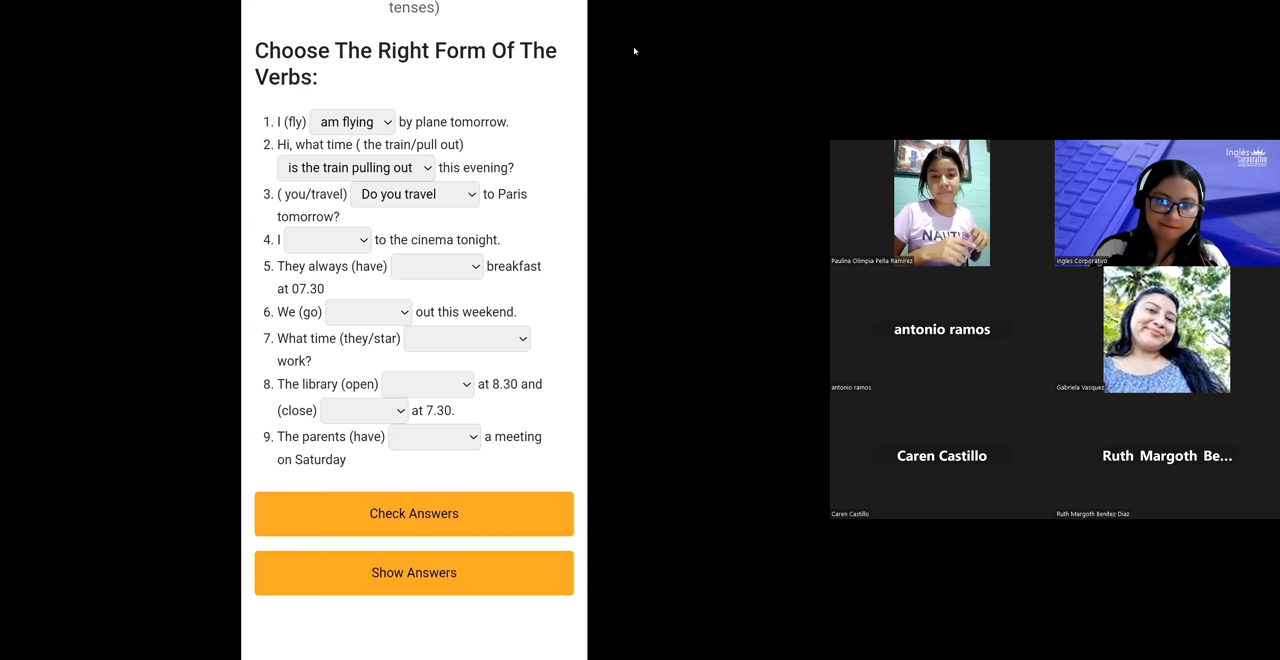 tenses)
Choose The Right Form Of The
Verbs:
1. I (fly) am flying by plane tomorrow.
2. Hi, what time ( the train/pull out)
is the train pulling out this evening?
3. ( you/travel) Do you travel to Paris
tomorrow?
4. I to the cinema tonight.
5. They always (have) breakfast
at 07.30
6. We (go) out this weekend.
7. What time (they/star)
work?
8. The library (open) at 8.30 and
(close) at 7.30.
9. The parents (have) a meeting
on Saturday
Check Answers
Show Answers
NAUTI
Paulina Olimpia Peña Ramirez
Inglés
Corporativo
Ingles Corporativo
antonio ramos
antonio ramos
Gabriela Vasquez
Caren Castillo
Caren Castillo
Ruth Margoth Be...
Ruth Margoth Benitez Diaz